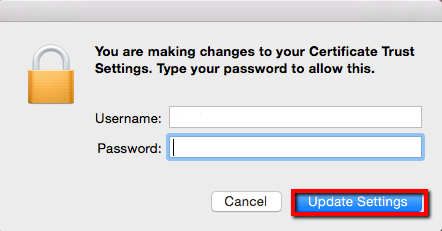 You are making changes to your Certificate Trust
Settings. Type your password to allow this.
Username:
Password:
Cancel
Update Settings